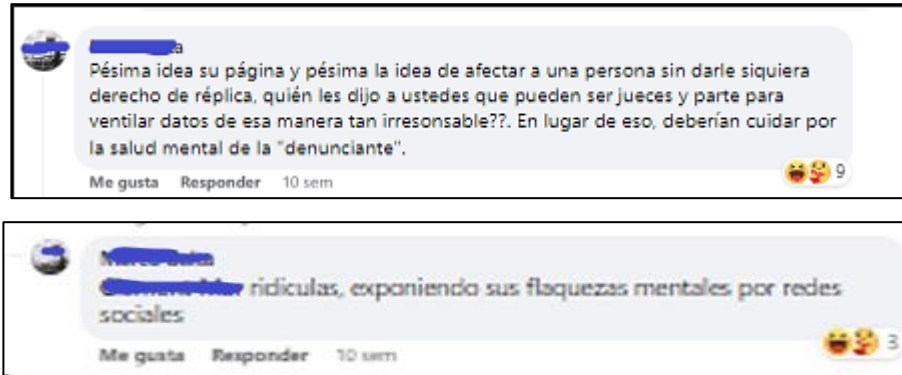 Pésima idea su página y pésima la idea de afectar a una persona sin darle siquiera
derecho de réplica, quién les dijo a ustedes que pueden ser jueces y parte para
ventilar datos de esa manera tan irresonsable??. En lugar de eso, deberían cuidar por
la salud mental de la "denunciante".
Me gusta Responder 10 sem
9
ridiculas, exponiendo sus flaquezas mentales por redes
sociales
Me gusta Responder 10 sem
3